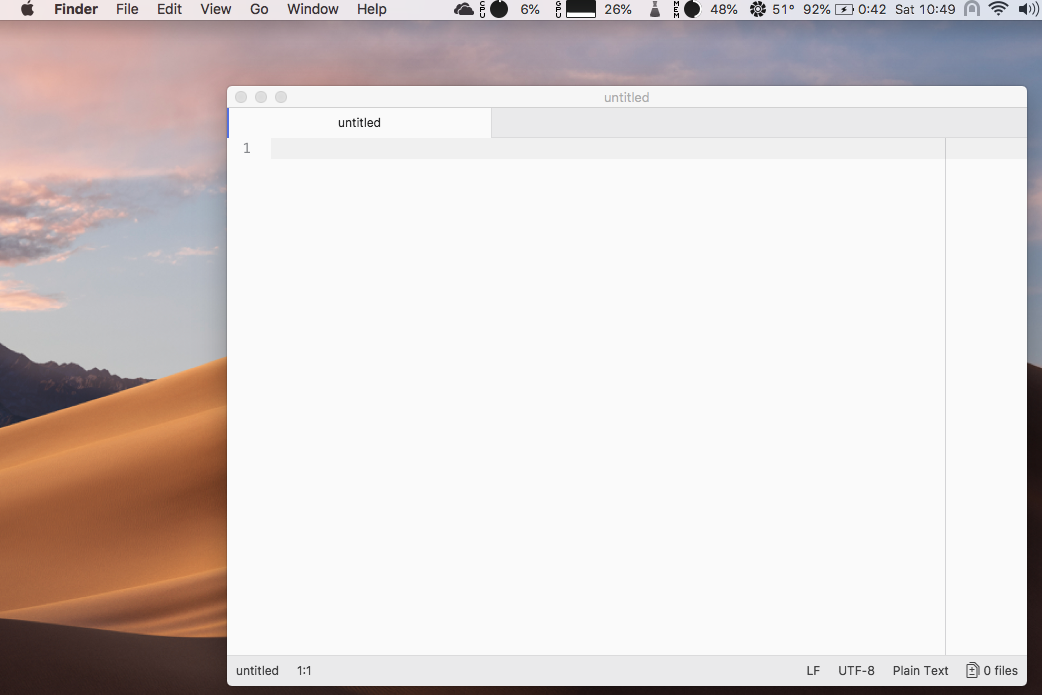 Finder File Edit View Go Window Help CPU 6% GPU 26% MEM 48% 51° 92% 0:42 Sat 10:49
untitled
untitled
1
untitled 1:1 LF UTF-8 Plain Text 0 files